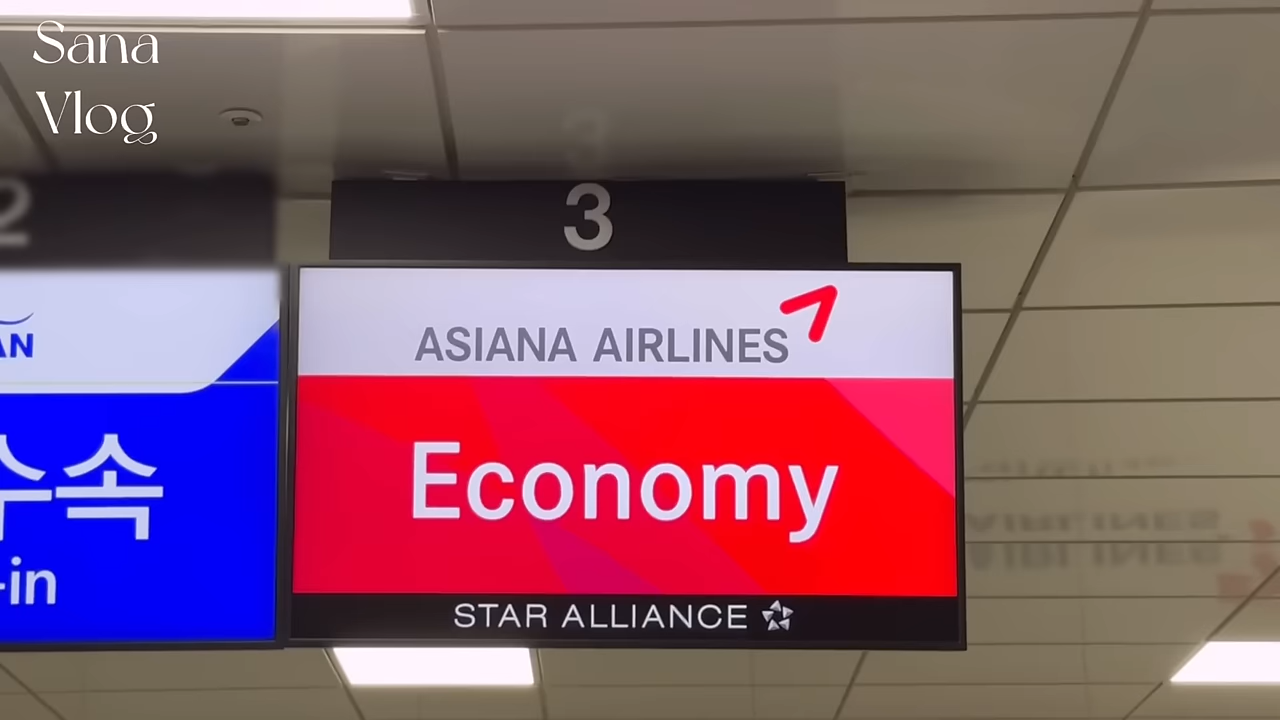 Sana
Vlog
2
3
AN
수속
-in
ASIANA AIRLINES
Economy
STAR ALLIANCE